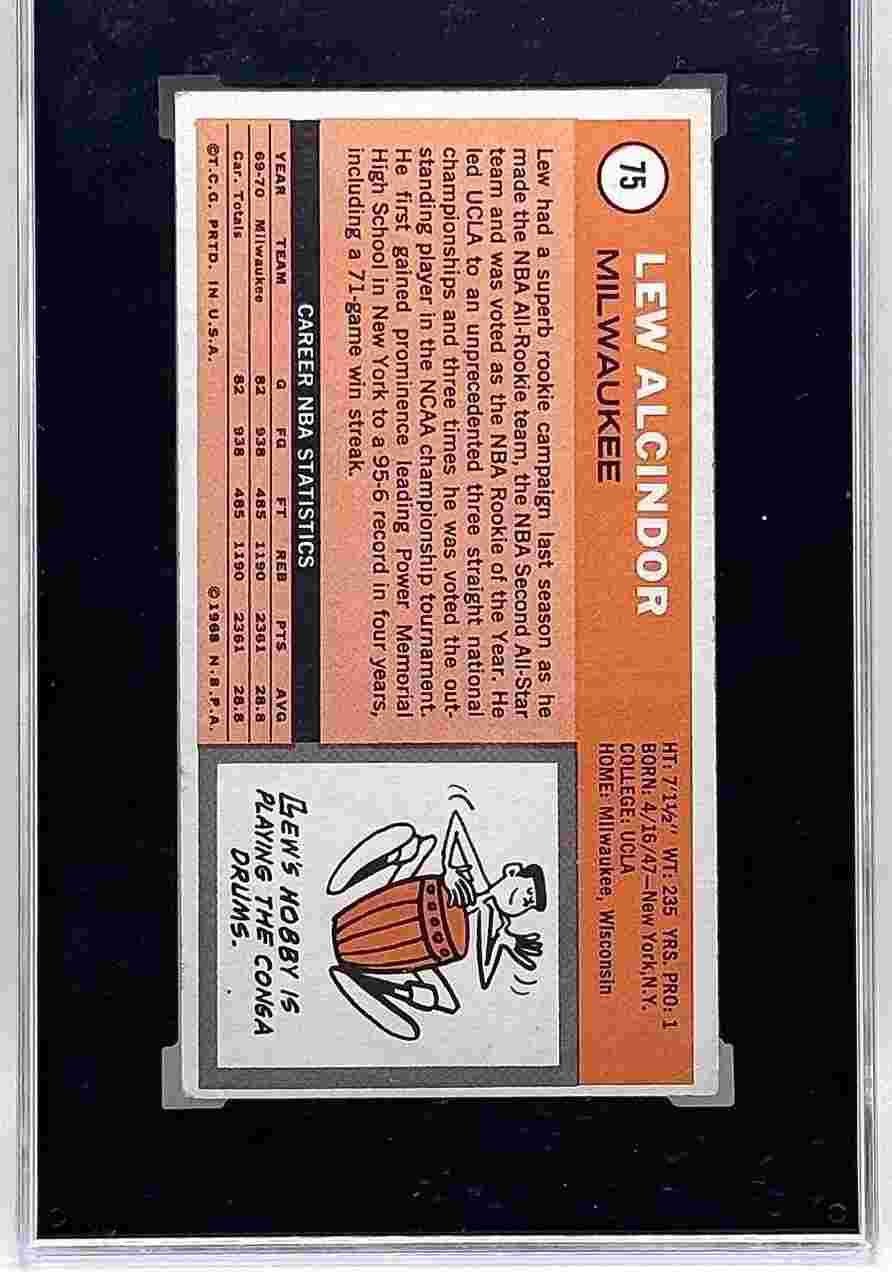 75
LEW ALCINDOR
MILWAUKEE
HT: 7'1½" WT: 235 YRS. PRO: 1
BORN: 4/16/47—New York, N.Y.
COLLEGE: UCLA
HOME: Milwaukee, Wisconsin
Lew had a superb rookie campaign last season as he
made the NBA All-Rookie team, the NBA Second All-Star
team and was voted as the NBA Rookie of the Year. He
led UCLA to an unprecedented three straight national
championships and three times he was voted the out-
standing player in the NCAA championship tournament.
He first gained prominence leading Power Memorial
High School in New York to a 95-6 record in four years,
including a 71-game win streak.
CAREER NBA STATISTICS
YEAR TEAM G FG FT REB PTS AVG
69-70 Milwaukee 82 938 485 1190 2361 28.8
Car. Totals 82 938 485 1190 2361 28.8
©T.C.G. PRTD. IN U.S.A. ©1968 N.B.P.A.
LEW'S HOBBY IS
PLAYING THE CONGA
DRUMS.